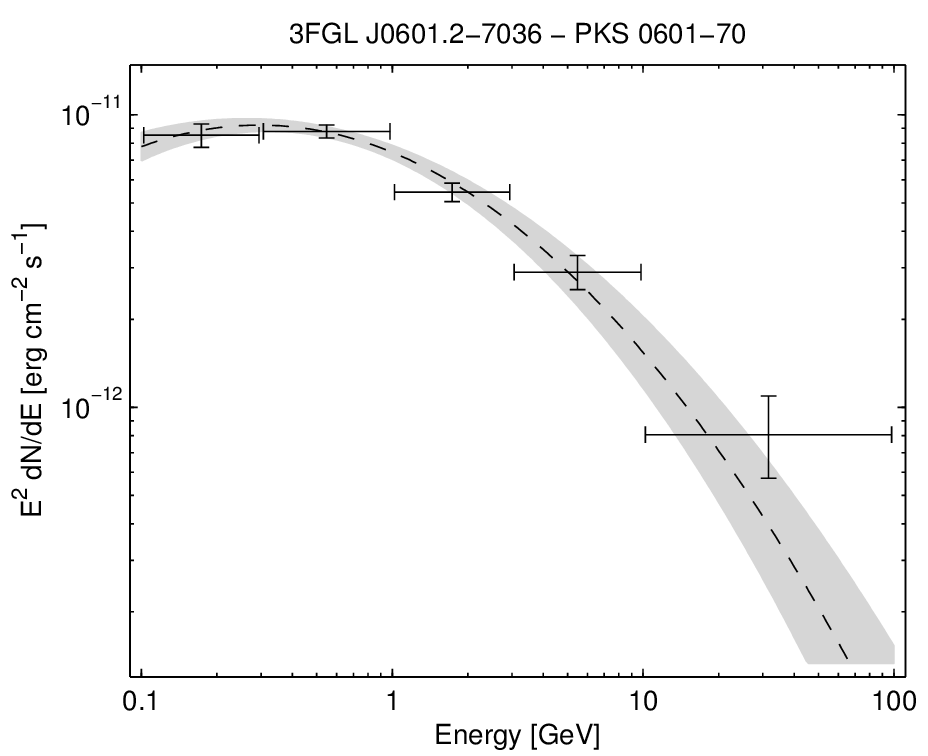 3FGL J0601.2−7036 − PKS 0601−70
10⁻¹¹
10⁻¹²
E² dN/dE [erg cm⁻² s⁻¹]
0.1 1 10 100
Energy [GeV]